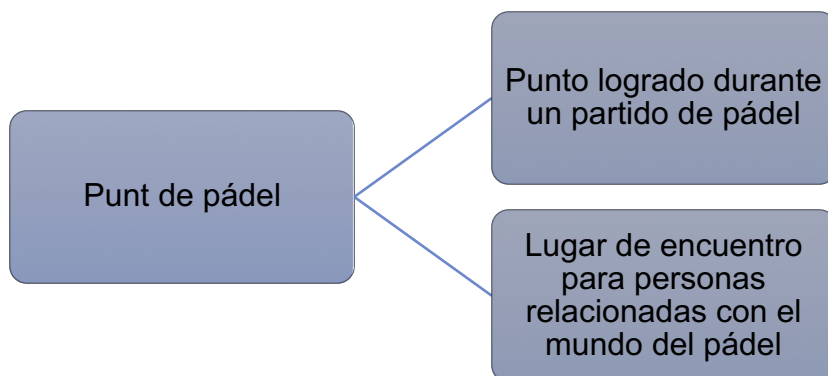 Punt de pádel
Punto logrado durante
un partido de pádel
Lugar de encuentro
para personas
relacionadas con el
mundo del pádel